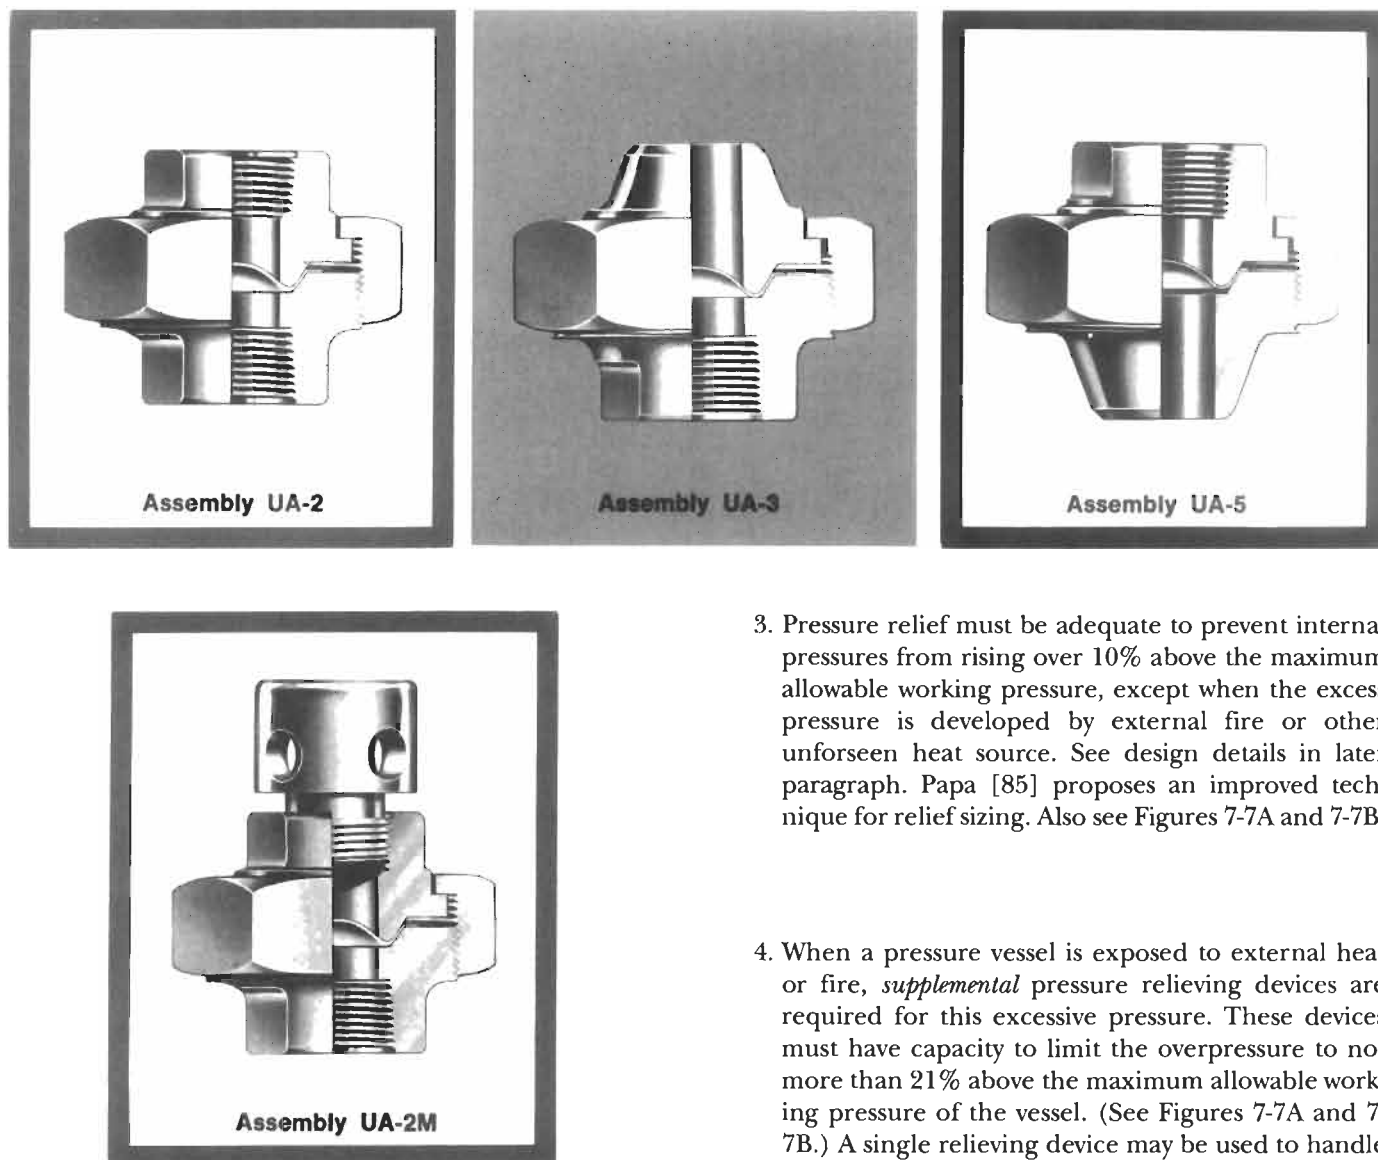 Assembly UA-2
Assembly UA-3
Assembly UA-5
Assembly UA-2M
3. Pressure relief must be adequate to prevent interna
pressures from rising over 10% above the maximum
allowable working pressure, except when the exces
pressure is developed by external fire or other
unforseen heat source. See design details in later
paragraph. Papa [85] proposes an improved tech
nique for relief sizing. Also see Figures 7-7A and 7-7B
4. When a pressure vessel is exposed to external hea
or fire, supplemental pressure relieving devices are
required for this excessive pressure. These devices
must have capacity to limit the overpressure to no
more than 21% above the maximum allowable work
ing pressure of the vessel. (See Figures 7-7A and 7
7B.) A single relieving device may be used to handle